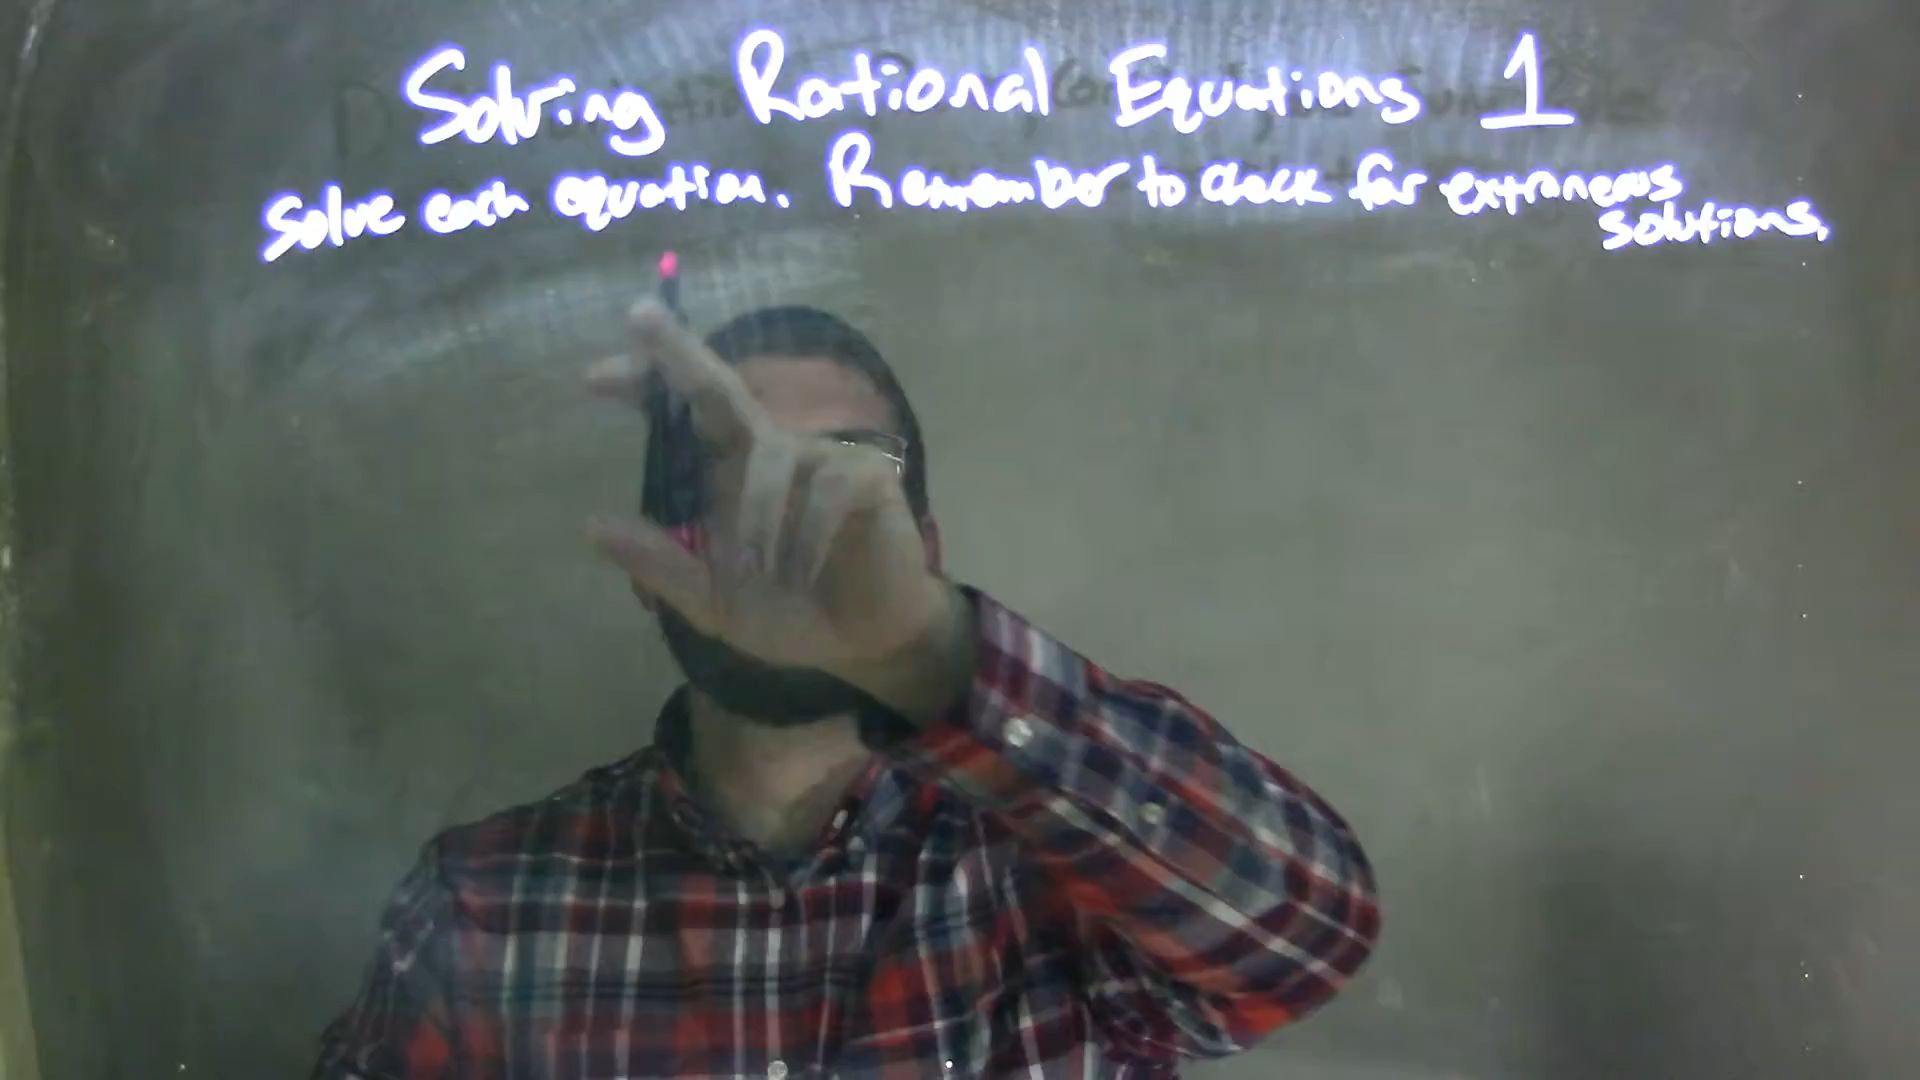 Solving Rational Equations 1
Solve each equation. Remember to check for extraneous
solutions.